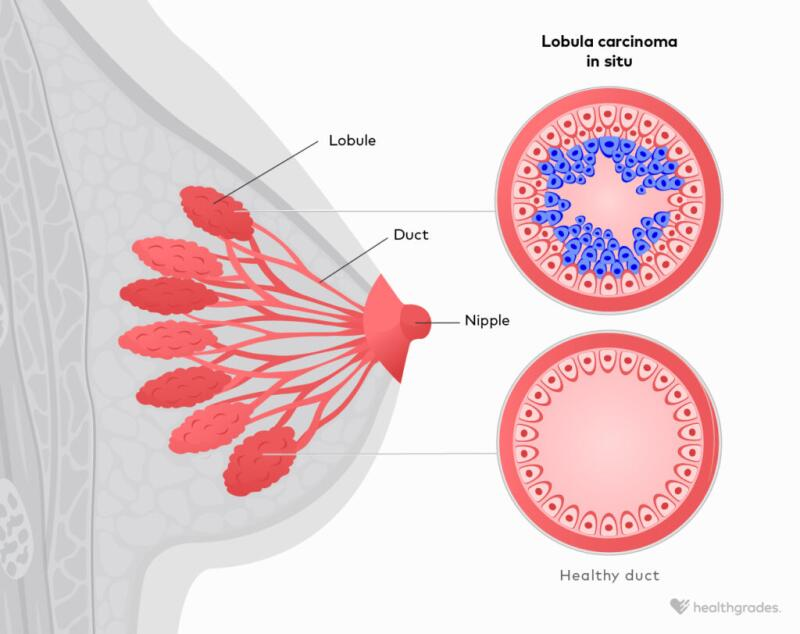 Lobula carcinoma
in situ
Lobule
Duct
Nipple
Healthy duct
healthgrades.